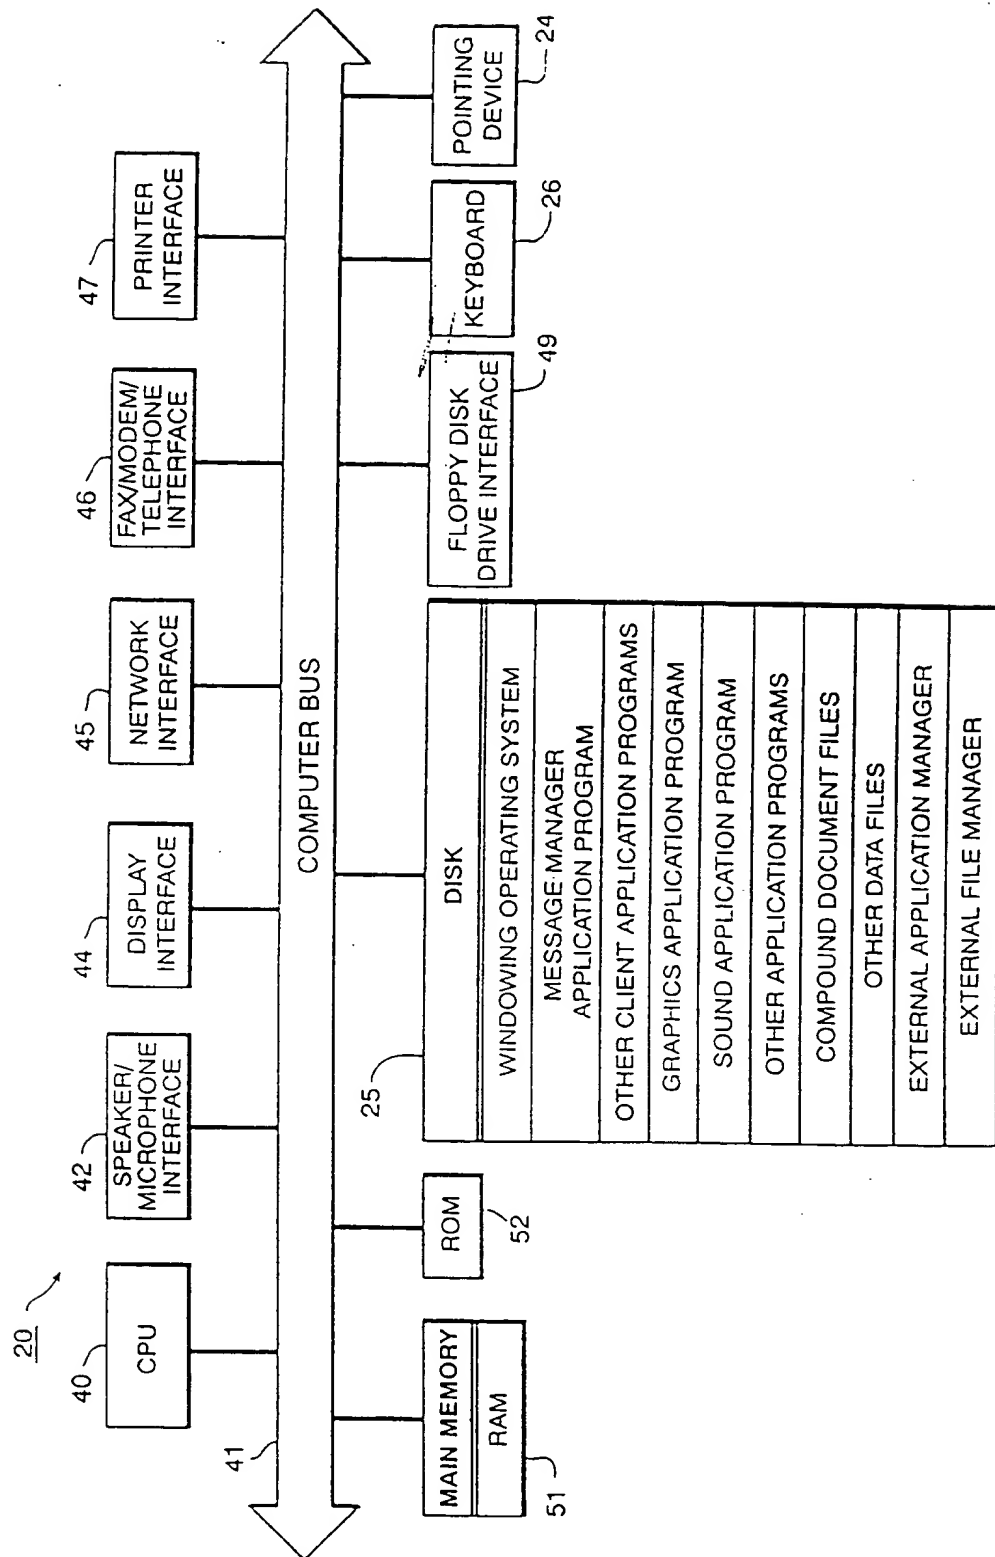 20
40
CPU
42
SPEAKER/
MICROPHONE
INTERFACE
44
DISPLAY
INTERFACE
45
NETWORK
INTERFACE
46
FAX/MODEM/
TELEPHONE
INTERFACE
47
PRINTER
INTERFACE
41
COMPUTER BUS
MAIN MEMORY
RAM
51
ROM
52
25
DISK
WINDOWING OPERATING SYSTEM
MESSAGE MANAGER
APPLICATION PROGRAM
OTHER CLIENT APPLICATION PROGRAMS
GRAPHICS APPLICATION PROGRAM
SOUND APPLICATION PROGRAM
OTHER APPLICATION PROGRAMS
COMPOUND DOCUMENT FILES
OTHER DATA FILES
EXTERNAL APPLICATION MANAGER
EXTERNAL FILE MANAGER
FLOPPY DISK
DRIVE INTERFACE
49
KEYBOARD
26
POINTING
DEVICE
24